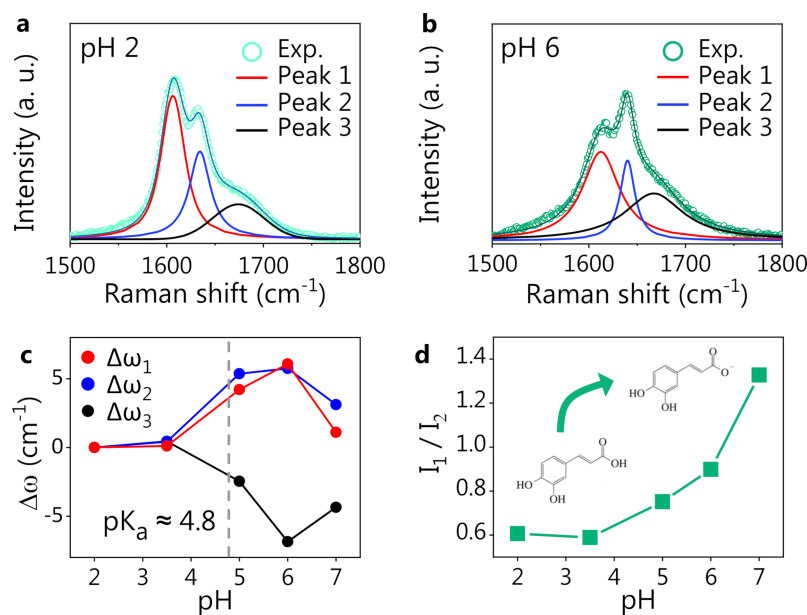 a
pH 2
Exp.
Peak 1
Peak 2
Peak 3
Intensity (a. u.)
1500 1600 1700 1800
Raman shift (cm⁻¹)
b
pH 6
Exp.
Peak 1
Peak 2
Peak 3
Intensity (a. u.)
1500 1600 1700 1800
Raman shift (cm⁻¹)
c
Δω₁
Δω₂
Δω₃
5
0
-5
Δω (cm⁻¹)
pKₐ ≈ 4.8
2 3 4 5 6 7
pH
d
1.4
1.2
1.0
0.8
0.6
I₁ / I₂
O
O⁻
HO
OH
O
OH
HO
OH
2 3 4 5 6 7
pH